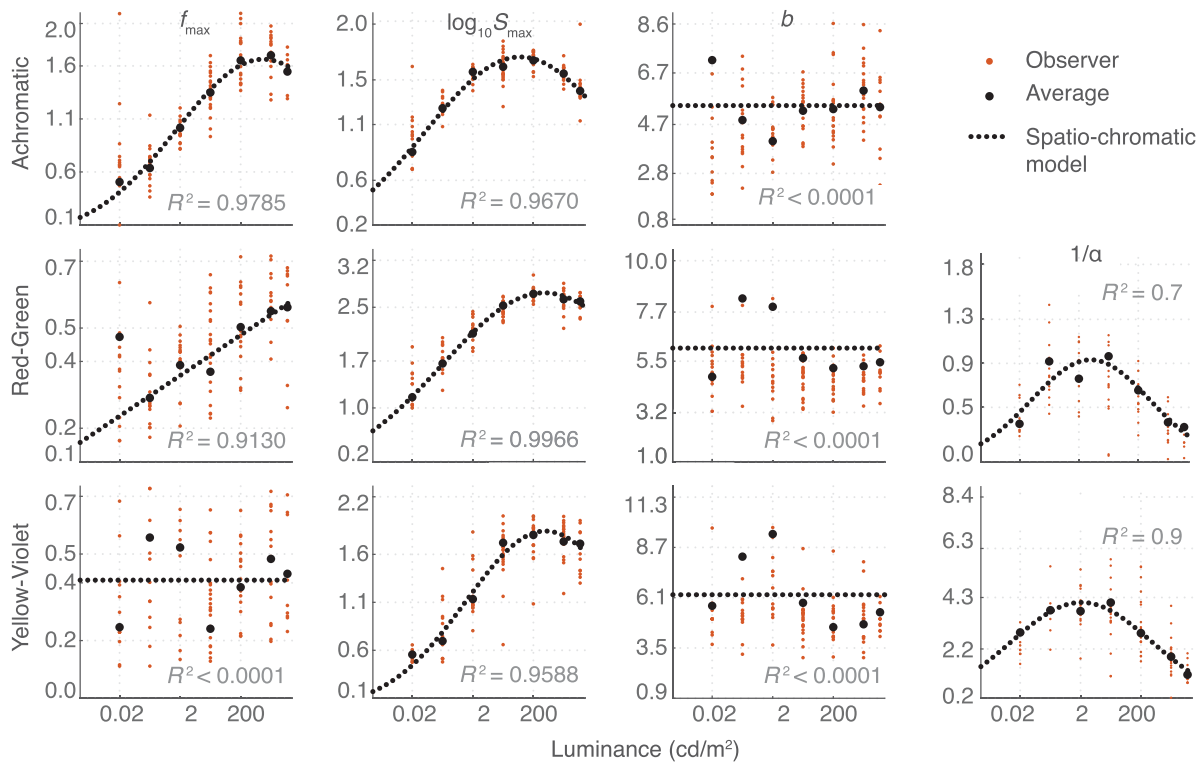 f max
log10 Smax
b
Observer
Average
Spatio-chromatic
model
Achromatic
2.0
1.6
1.1
0.6
0.1
R² = 0.9785
2.0
1.5
1.1
0.6
0.2
R² = 0.9670
8.6
6.7
4.7
2.8
0.8
R² < 0.0001
Red-Green
0.7
0.5
0.4
0.2
0.1
R² = 0.9130
3.2
2.5
1.7
1.0
0.2
R² = 0.9966
10.0
7.7
5.5
3.2
1.0
R² < 0.0001
1/α
1.8
1.3
0.9
0.5
0.0
R² = 0.7
Yellow-Violet
0.7
0.5
0.4
0.2
0.0
R² < 0.0001
2.2
1.6
1.1
0.5
0.1
R² = 0.9588
11.3
8.7
6.1
3.5
0.9
R² < 0.0001
8.4
6.3
4.3
2.2
0.2
R² = 0.9
0.02 2 200
0.02 2 200
0.02 2 200
0.02 2 200
Luminance (cd/m²)